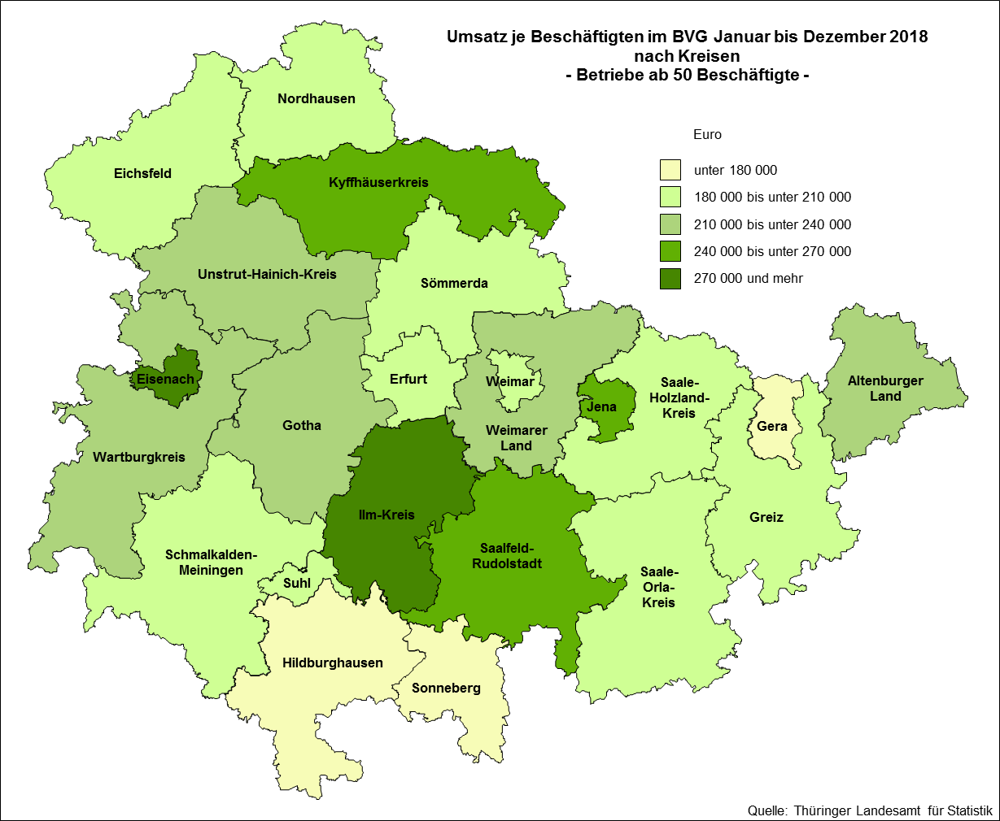 Umsatz je Beschäftigten im BVG Januar bis Dezember 2018
nach Kreisen
- Betriebe ab 50 Beschäftigte -
Euro
unter 180 000
180 000 bis unter 210 000
210 000 bis unter 240 000
240 000 bis unter 270 000
270 000 und mehr
Nordhausen
Eichsfeld
Kyffhäuserkreis
Unstrut-Hainich-Kreis
Sömmerda
Eisenach
Erfurt
Weimar
Saale-
Holzland-
Kreis
Altenburger
Land
Jena
Gotha
Gera
Weimarer
Land
Wartburgkreis
Ilm-Kreis
Greiz
Saalfeld-
Rudolstadt
Schmalkalden-
Meiningen
Suhl
Saale-
Orla-
Kreis
Hildburghausen
Sonneberg
Quelle: Thüringer Landesamt für Statistik